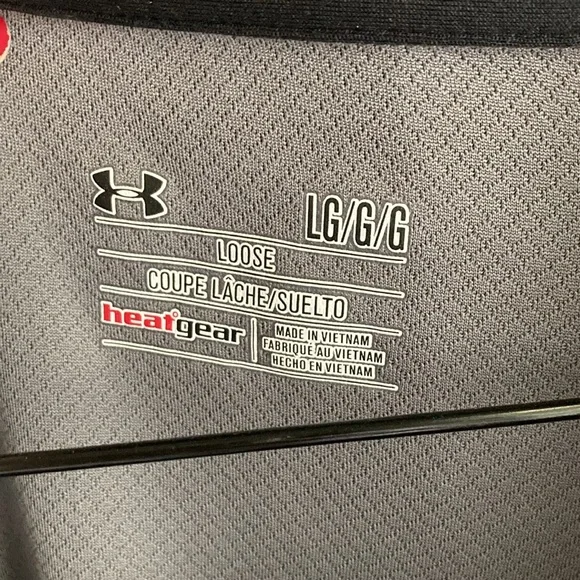 LG/G/G
LOOSE
COUPE LÂCHE/SUELTO
heatgear
MADE IN VIETNAM
FABRIQUÉ AU VIETNAM
HECHO EN VIETNAM